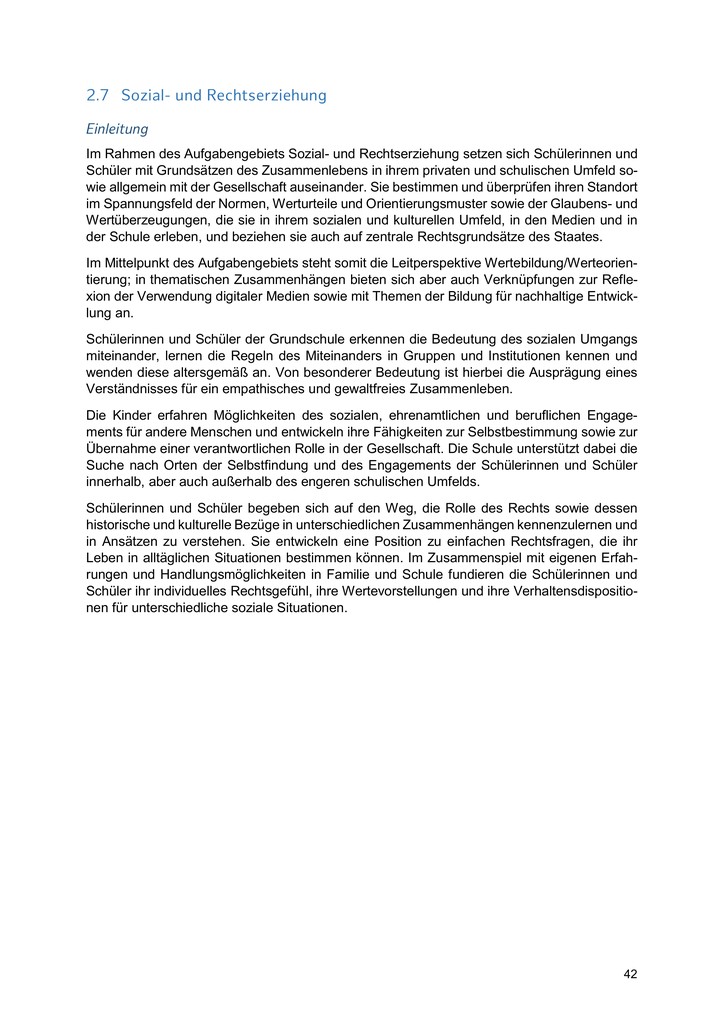 2.7 Sozial- und Rechtserziehung
Einleitung
Im Rahmen des Aufgabengebiets Sozial- und Rechtserziehung setzen sich Schülerinnen und
Schüler mit Grundsätzen des Zusammenlebens in ihrem privaten und schulischen Umfeld so-
wie allgemein mit der Gesellschaft auseinander. Sie bestimmen und überprüfen ihren Standort
im Spannungsfeld der Normen, Werturteile und Orientierungsmuster sowie der Glaubens- und
Wertüberzeugungen, die sie in ihrem sozialen und kulturellen Umfeld, in den Medien und in
der Schule erleben, und beziehen sie auch auf zentrale Rechtsgrundsätze des Staates.
Im Mittelpunkt des Aufgabengebiets steht somit die Leitperspektive Wertebildung/Werteorien-
tierung; in thematischen Zusammenhängen bieten sich aber auch Verknüpfungen zur Refle-
xion der Verwendung digitaler Medien sowie mit Themen der Bildung für nachhaltige Entwick-
lung an.
Schülerinnen und Schüler der Grundschule erkennen die Bedeutung des sozialen Umgangs
miteinander, lernen die Regeln des Miteinanders in Gruppen und Institutionen kennen und
wenden diese altersgemäß an. Von besonderer Bedeutung ist hierbei die Ausprägung eines
Verständnisses für ein empathisches und gewaltfreies Zusammenleben.
Die Kinder erfahren Möglichkeiten des sozialen, ehrenamtlichen und beruflichen Engage-
ments für andere Menschen und entwickeln ihre Fähigkeiten zur Selbstbestimmung sowie zur
Übernahme einer verantwortlichen Rolle in der Gesellschaft. Die Schule unterstützt dabei die
Suche nach Orten der Selbstfindung und des Engagements der Schülerinnen und Schüler
innerhalb, aber auch außerhalb des engeren schulischen Umfelds.
Schülerinnen und Schüler begeben sich auf den Weg, die Rolle des Rechts sowie dessen
historische und kulturelle Bezüge in unterschiedlichen Zusammenhängen kennenzulernen und
in Ansätzen zu verstehen. Sie entwickeln eine Position zu einfachen Rechtsfragen, die ihr
Leben in alltäglichen Situationen bestimmen können. Im Zusammenspiel mit eigenen Erfah-
rungen und Handlungsmöglichkeiten in Familie und Schule fundieren die Schülerinnen und
Schüler ihr individuelles Rechtsgefühl, ihre Wertevorstellungen und ihre Verhaltensdispositio-
nen für unterschiedliche soziale Situationen.
42